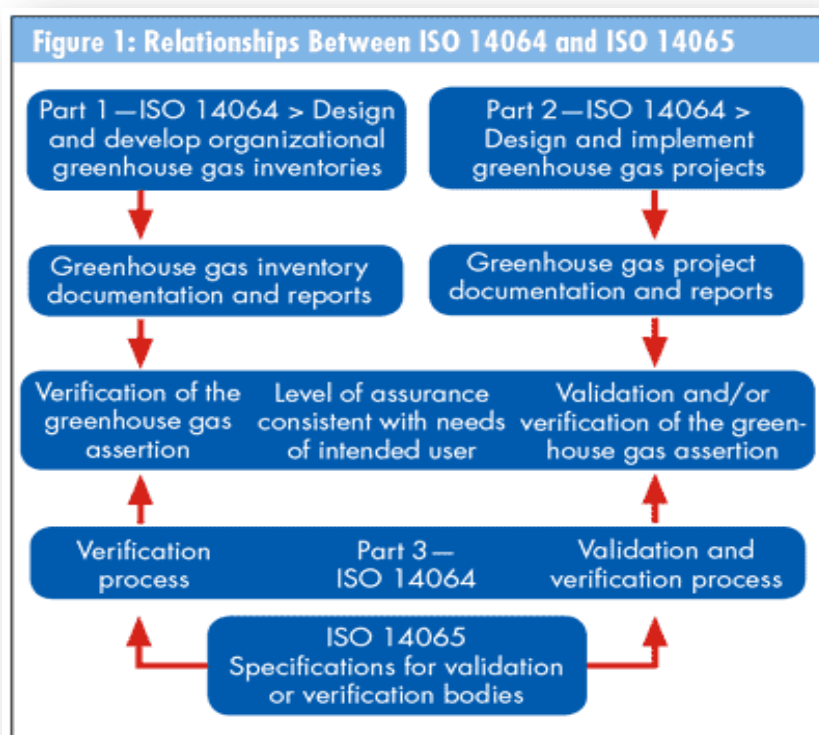 Figure 1: Relationships Between ISO 14064 and ISO 14065
Part 1—ISO 14064 > Design
and develop organizational
greenhouse gas inventories
Part 2—ISO 14064 >
Design and implement
greenhouse gas projects
Greenhouse gas inventory
documentation and reports
Greenhouse gas project
documentation and reports
Verification of the
greenhouse gas
assertion
Level of assurance
consistent with needs
of intended user
Validation and/or
verification of the green-
house gas assertion
Verification
process
Part 3—
ISO 14064
Validation and
verification process
ISO 14065
Specifications for validation
or verification bodies